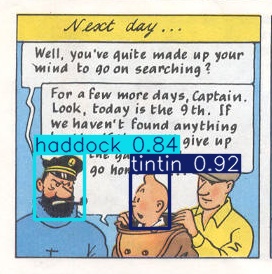 Next day...
Well, you've quite made up your
mind to go on searching?
For a few more days, Captain.
Look, today is the 9th. If
we haven't found anything
give up
the
go
haddock 0.84
tintin 0.92